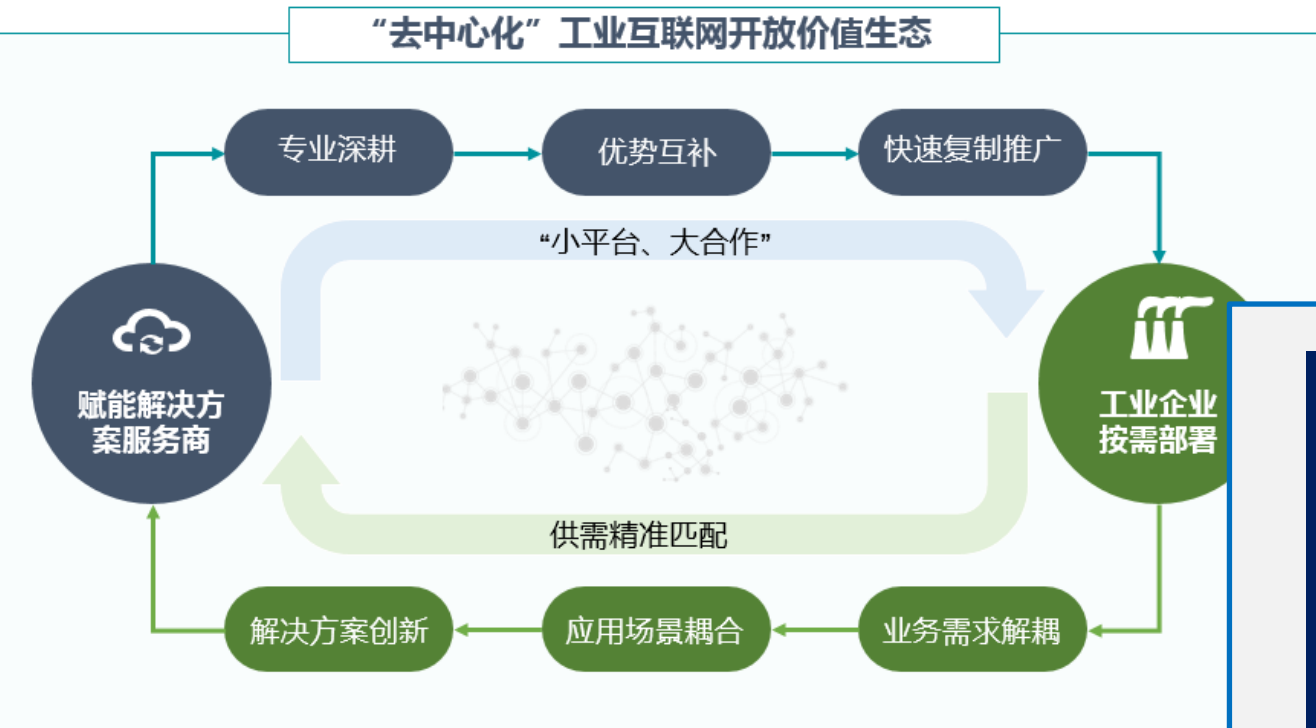 “去中心化”工业互联网开放价值生态
专业深耕
优势互补
快速复制推广
“小平台、大合作”
赋能解决方
案服务商
工业企业
按需部署
供需精准匹配
解决方案创新
应用场景耦合
业务需求解耦